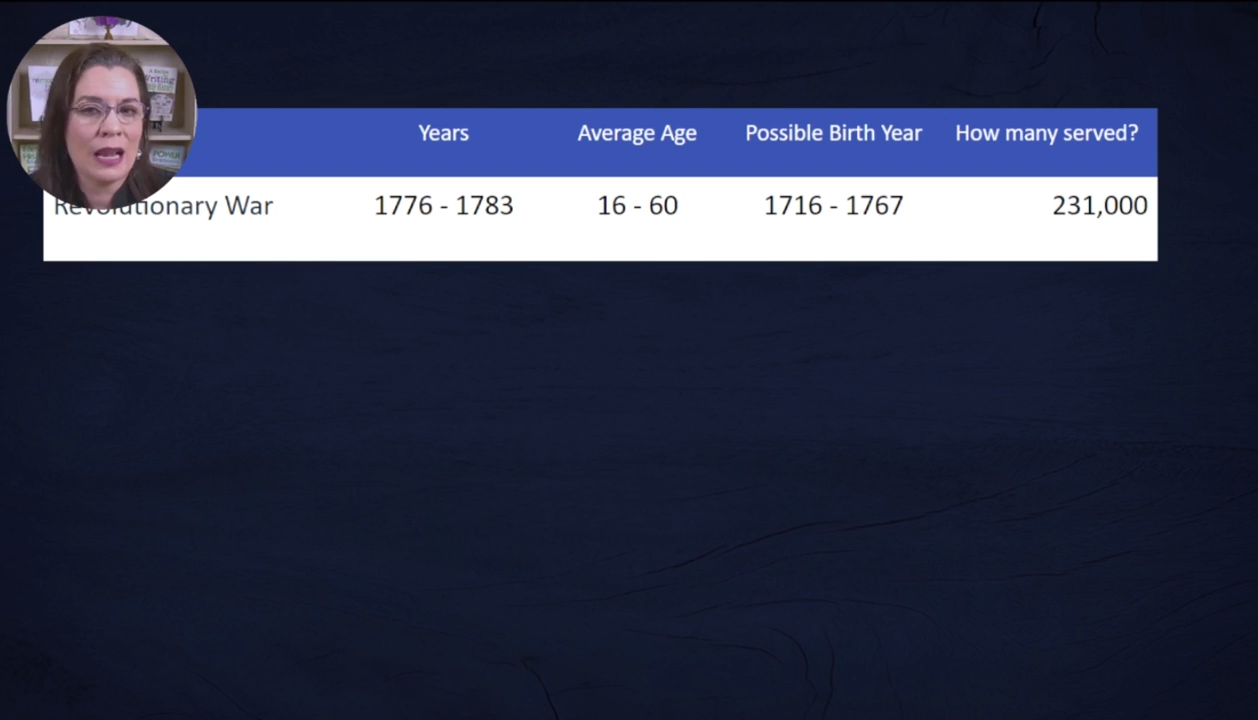 Years Average Age Possible Birth Year How many served?
Revolutionary War 1776 - 1783 16 - 60 1716 - 1767 231,000